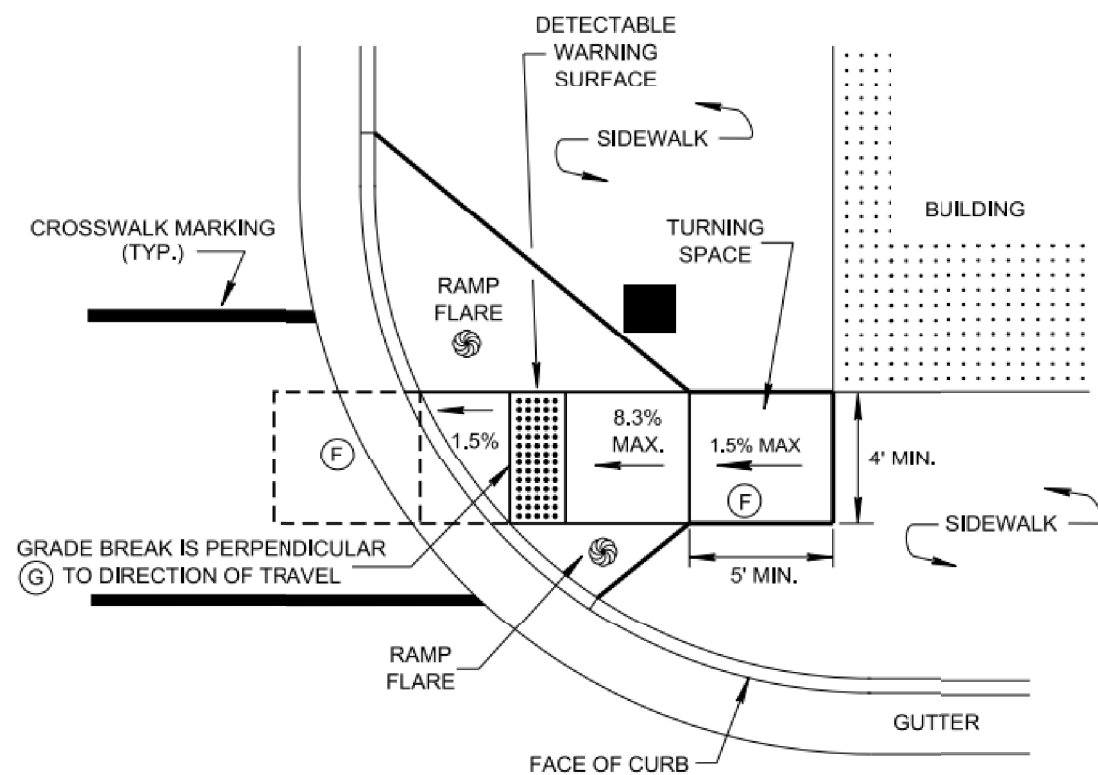 DETECTABLE
WARNING
SURFACE
SIDEWALK
BUILDING
CROSSWALK MARKING
(TYP.)
TURNING
SPACE
RAMP
FLARE
8.3%
MAX.
1.5%
1.5% MAX
4' MIN.
F
F
SIDEWALK
GRADE BREAK IS PERPENDICULAR
G TO DIRECTION OF TRAVEL
5' MIN.
RAMP
FLARE
GUTTER
FACE OF CURB